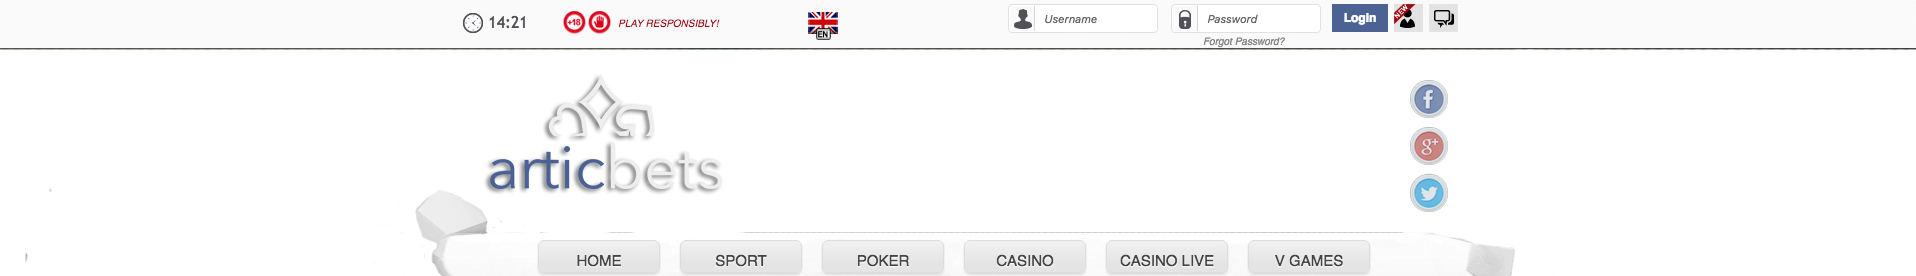 14:21
+18
PLAY RESPONSIBLY!
EN
Username
Password
Login
NEW
Forgot Password?
f
g+
articbets
HOME
SPORT
POKER
CASINO
CASINO LIVE
V GAMES